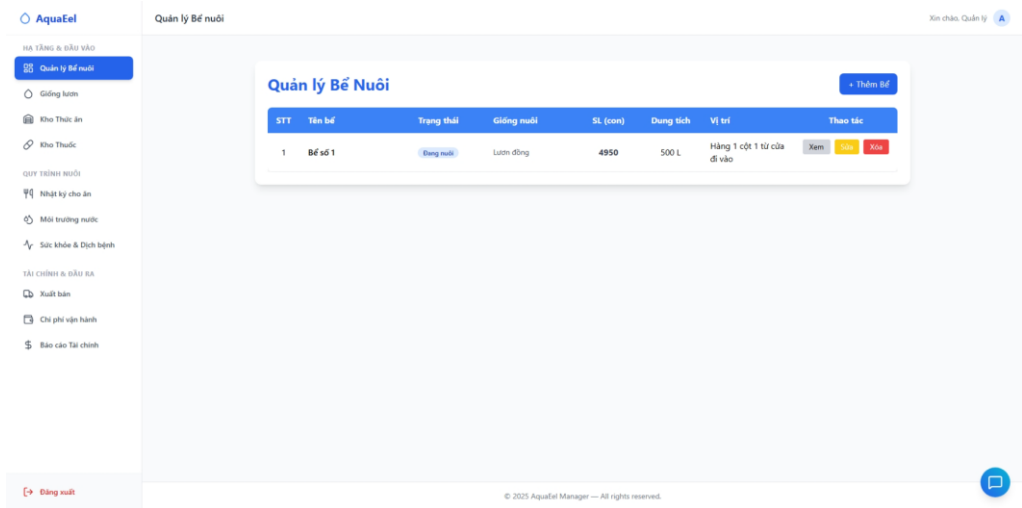 AquaEel
Quản lý Bể nuôi
Xin chào, Quản lý
A
HẠ TẦNG & ĐẦU VÀO
Quản lý Bể nuôi
Giống lươn
Kho Thức ăn
Kho Thuốc
QUY TRÌNH NUÔI
Nhật ký cho ăn
Môi trường nước
Sức khỏe & Dịch bệnh
TÀI CHÍNH & ĐẦU RA
Xuất bán
Chi phí vận hành
Báo cáo Tài chính
Đăng xuất
Quản lý Bể Nuôi
+ Thêm Bể
STT Tên bể Trạng thái Giống nuôi SL (con) Dung tích Vị trí Thao tác
1 Bể số 1 Đang nuôi Lươn đồng 4950 500 L Hàng 1 cột 1 từ cửa Xem Sửa Xóa
đi vào
© 2025 AquaEel Manager — All rights reserved.